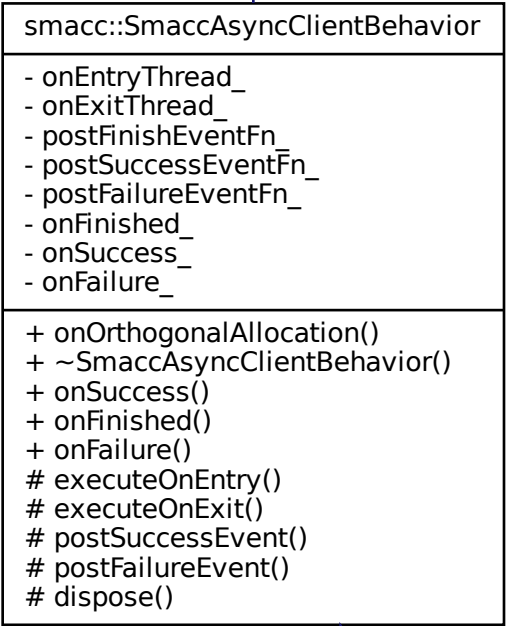 smacc::SmaccAsyncClientBehavior
- onEntryThread_
- onExitThread_
- postFinishEventFn_
- postSuccessEventFn_
- postFailureEventFn_
- onFinished_
- onSuccess_
- onFailure_
+ onOrthogonalAllocation()
+ ~SmaccAsyncClientBehavior()
+ onSuccess()
+ onFinished()
+ onFailure()
# executeOnEntry()
# executeOnExit()
# postSuccessEvent()
# postFailureEvent()
# dispose()